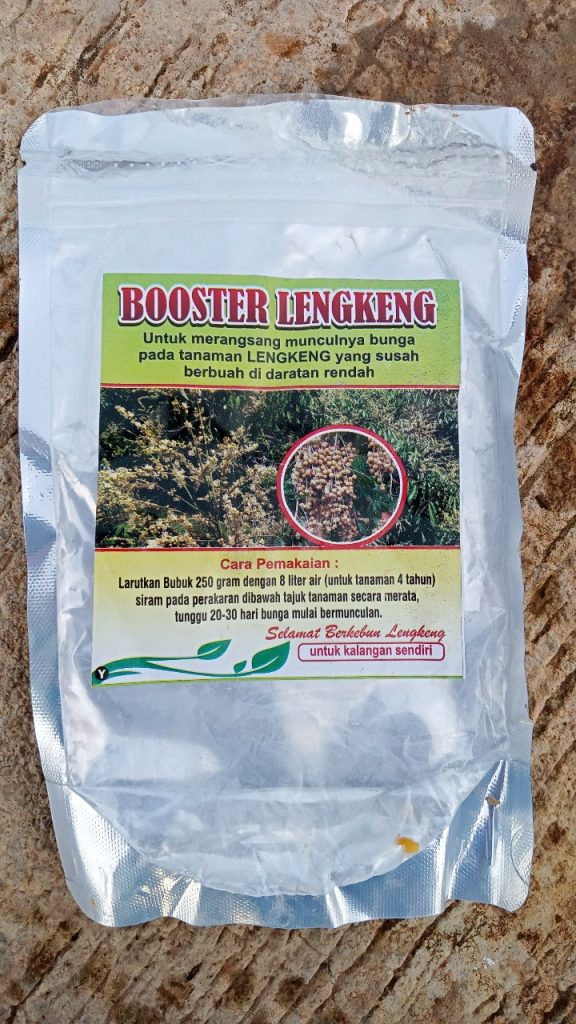 BOOSTER LENGKENG
Untuk merangsang munculnya bunga
pada tanaman LENGKENG yang susah
berbuah di daratan rendah
Cara Pemakaian :
Larutkan Bubuk 250 gram dengan 8 liter air (untuk tanaman 4 tahun)
siram pada perakaran dibawah tajuk tanaman secara merata,
tunggu 20-30 hari bunga mulai bermunculan.
Selamat Berkebun Lengkeng
untuk kalangan sendiri
Y